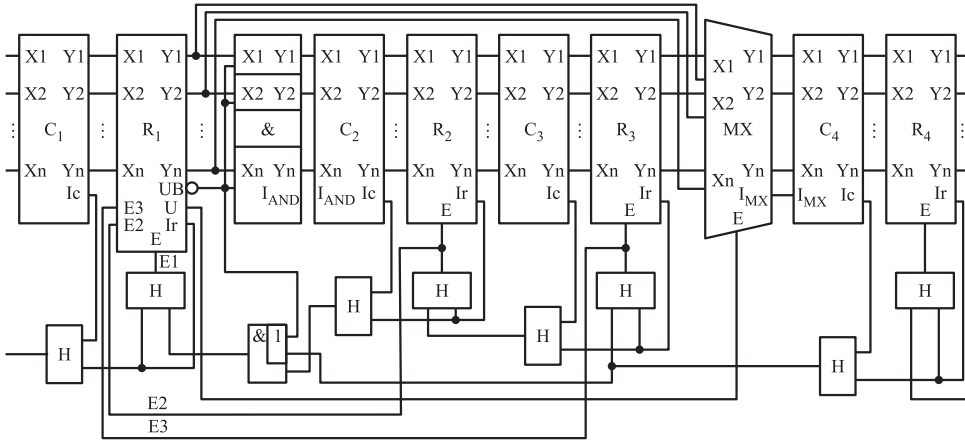 X1 Y1 X1 Y1 X1 Y1 X1 Y1 X1 Y1 X1 Y1 X1 Y1 Y1 X1 Y1 X1 Y1
X1
X2 Y2 X2 Y2 X2 Y2 X2 Y2 X2 Y2 X2 Y2 X2 Y2 Y2 X2 Y2 X2 Y2
X2
⋮ C1 ⋮ R1 ⋮ & C2 ⋮ R2 ⋮ C3 ⋮ R3 ⋮ MX ⋮ C4 ⋮ R4 ⋮
Xn Yn Xn Yn Xn Yn Xn Yn Xn Yn Xn Yn Xn Yn Yn Xn Yn Xn Yn
Xn
Ic UB IAND IAND Ic Ir Ic Ir IMX IMX Ic Ir
E3 U E E E E
E2 Ir
E
E1
H H H H
H H
& 1
H H
E2
E3